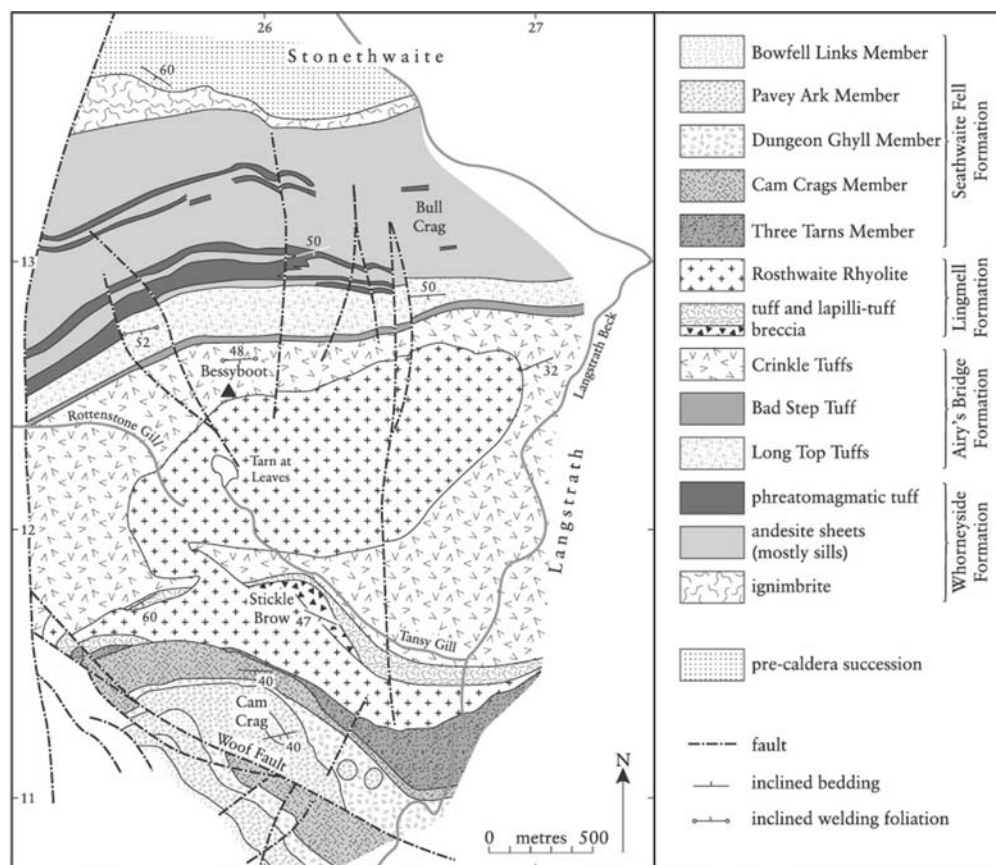 26
27
Stonethwaite
60
Bull
Crag
50
13
50
52
48
Bessyboot
32
Langstrath Beck
Rottenstone Gill
Tarn at
Leaves
Langstrath
12
Stickle
Brow
47
60
Tansy Gill
40
Cam
Crag
40
Woof Fault
N
11
0 metres 500
Bowfell Links Member
Pavey Ark Member
Dungeon Ghyll Member
Cam Crags Member
Three Tarns Member
Seathwaite Fell
Formation
Rosthwaite Rhyolite
tuff and lapilli-tuff
breccia
Lingmell
Formation
Crinkle Tuffs
Bad Step Tuff
Long Top Tuffs
Airy's Bridge
Formation
phreatomagmatic tuff
andesite sheets
(mostly sills)
ignimbrite
Whorneyside
Formation
pre-caldera succession
fault
inclined bedding
inclined welding foliation